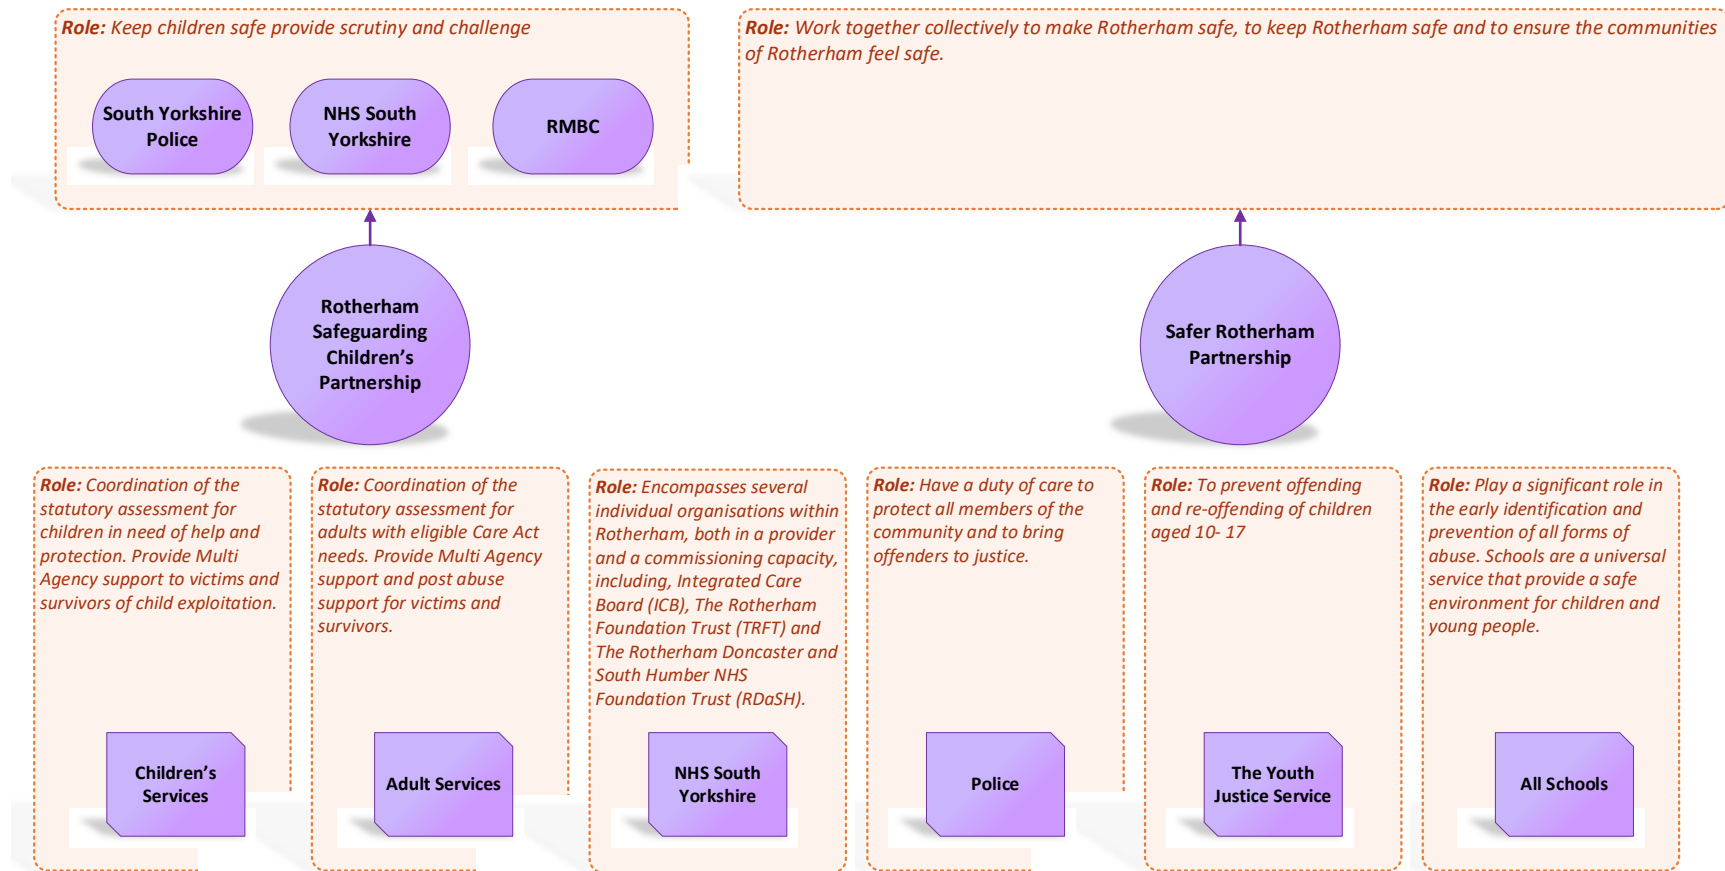 Role: Keep children safe provide scrutiny and challenge
South Yorkshire
Police
NHS South
Yorkshire
RMBC
Role: Work together collectively to make Rotherham safe, to keep Rotherham safe and to ensure the communities
of Rotherham feel safe.
Rotherham
Safeguarding
Children’s
Partnership
Safer Rotherham
Partnership
Role: Coordination of the
statutory assessment for
children in need of help and
protection. Provide Multi
Agency support to victims and
survivors of child exploitation.
Children’s
Services
Role: Coordination of the
statutory assessment for
adults with eligible Care Act
needs. Provide Multi Agency
support and post abuse
support for victims and
survivors.
Adult Services
Role: Encompasses several
individual organisations within
Rotherham, both in a provider
and a commissioning capacity,
including, Integrated Care
Board (ICB), The Rotherham
Foundation Trust (TRFT) and
The Rotherham Doncaster and
South Humber NHS
Foundation Trust (RDaSH).
NHS South
Yorkshire
Role: Have a duty of care to
protect all members of the
community and to bring
offenders to justice.
Police
Role: To prevent offending
and re-offending of children
aged 10- 17
The Youth
Justice Service
Role: Play a significant role in
the early identification and
prevention of all forms of
abuse. Schools are a universal
service that provide a safe
environment for children and
young people.
All Schools